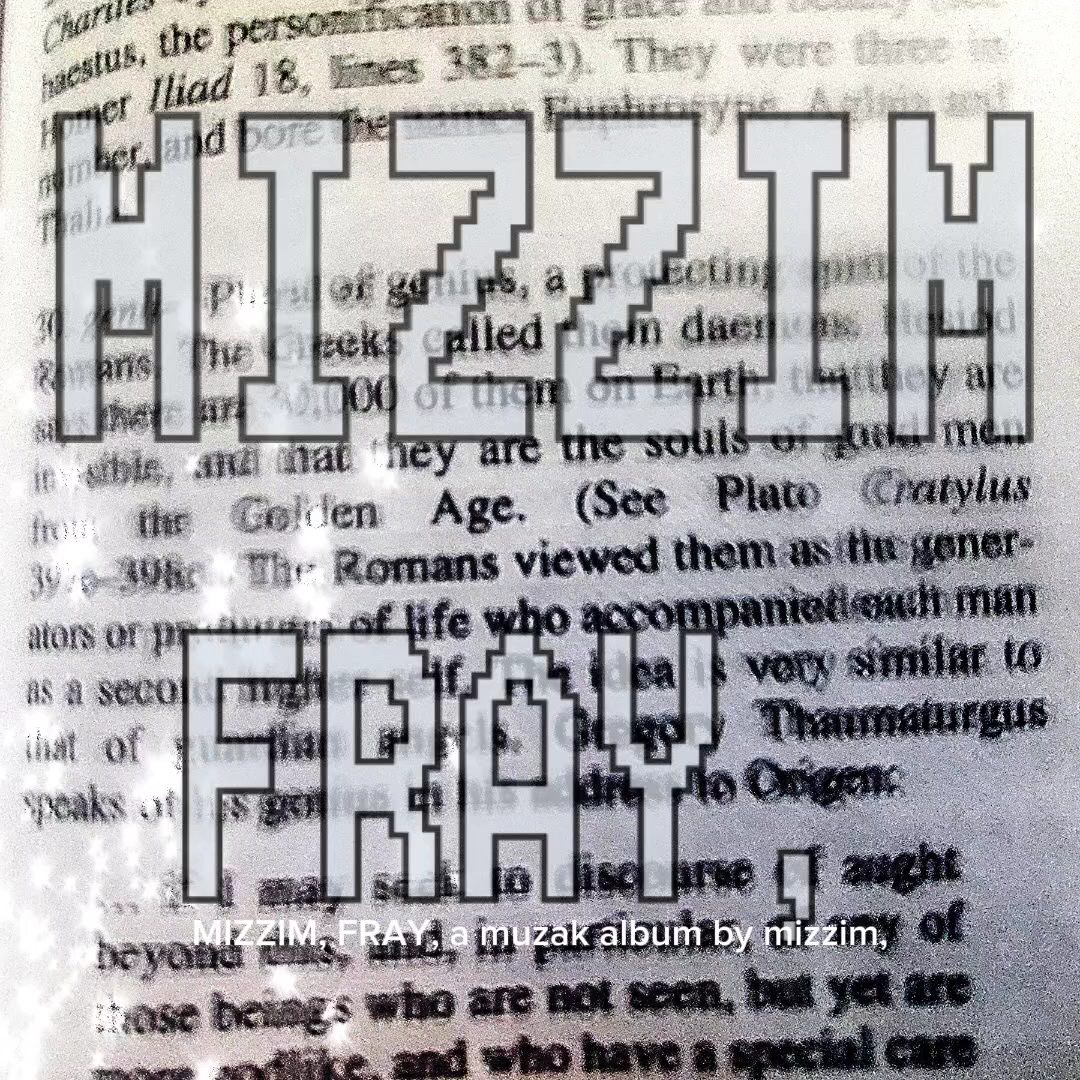 Charites
haestus, the personification of grace and beauty
Homer Iliad 18, lines 382–3). They were three in
number, and bore the names Euphrosyne, Aglaia and
Thalia
MIZZIM
30 genii: Plural of genius, a protecting spirit of the
Romans. The Greeks called them daemons. Hesiod
says there are 30,000 of them on Earth, that they are
invisible, and that they are the souls of good men
from the Golden Age. (See Plato Cratylus
The Romans viewed them as the gener-
ators or producers of life who accompanied each man
as a second higher self. The idea is very similar to
that of guardian angels. Gregory Thaumaturgus
speaks of his genius in his address to Origen:
FRAY,
... if I may seek to discourse of aught
MIZZIM, FRAY, a muzak album by mizzim,
beyond this, and, in particular, of any of
those beings who are not seen, but yet are
more godlike, and who have a special care